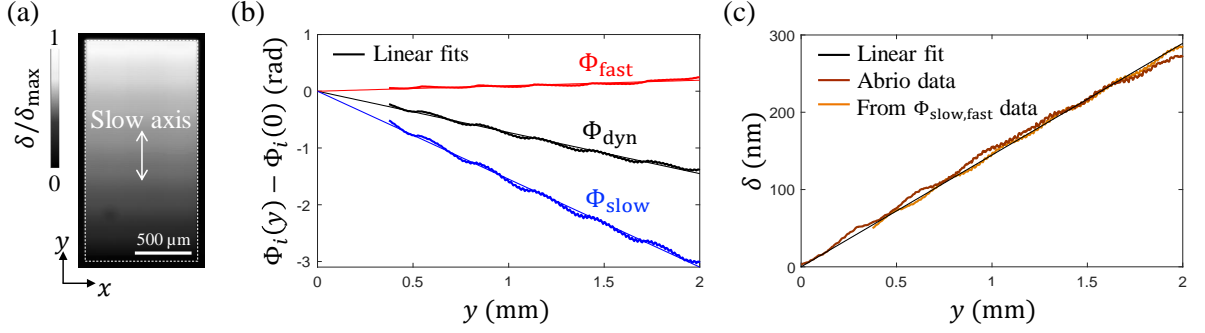 (a)
1
δ/δmax
0
Slow axis
500 µm
y
x
(b)
Φi(y) − Φi(0) (rad)
1
0
-1
-2
-3
Linear fits
Φfast
Φdyn
Φslow
0
0.5
1
1.5
2
y (mm)
(c)
δ (nm)
300
200
100
0
Linear fit
Abrio data
From Φslow,fast data
0
0.5
1
1.5
2
y (mm)